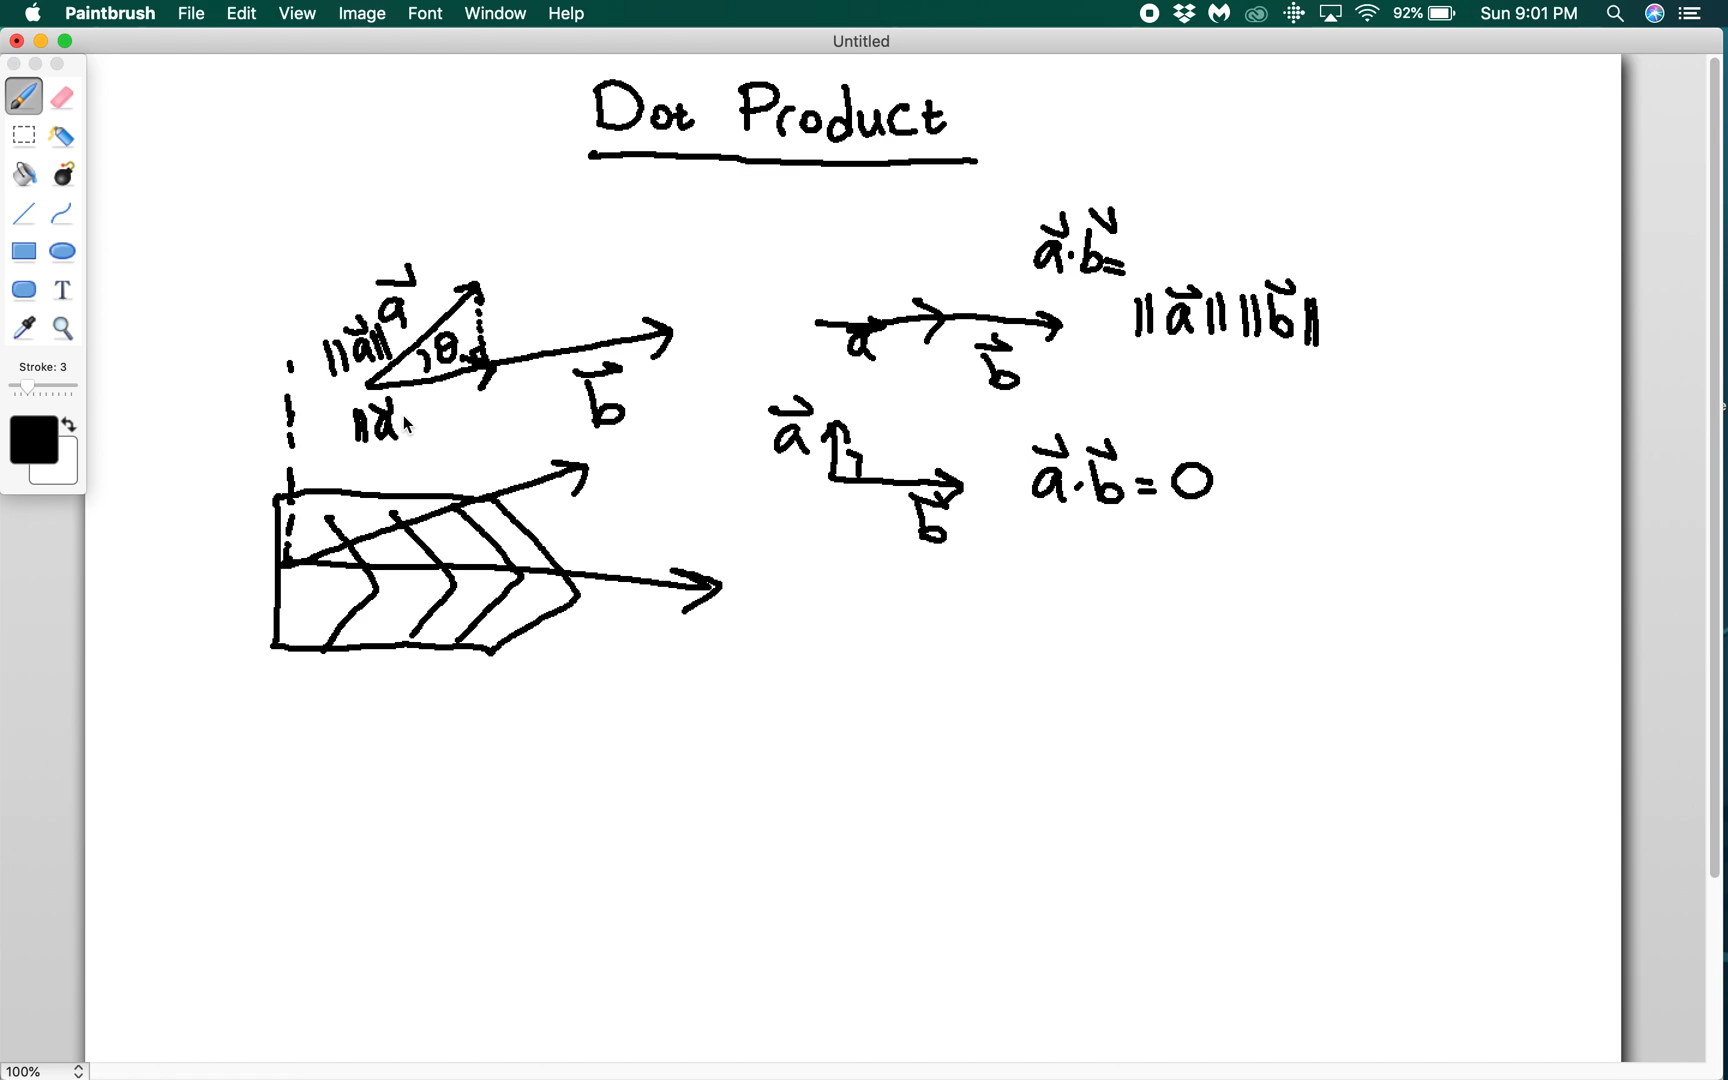 Paintbrush File Edit View Image Font Window Help 92% Sun 9:01 PM
Untitled
Dot Product
a⃗·b⃗=
‖a⃗‖ ‖b⃗‖
a⃗
‖a⃗‖ θ
b⃗
‖a⃗
a⃗
b⃗
a⃗
b⃗
a⃗·b⃗=0
T
Stroke: 3
100%